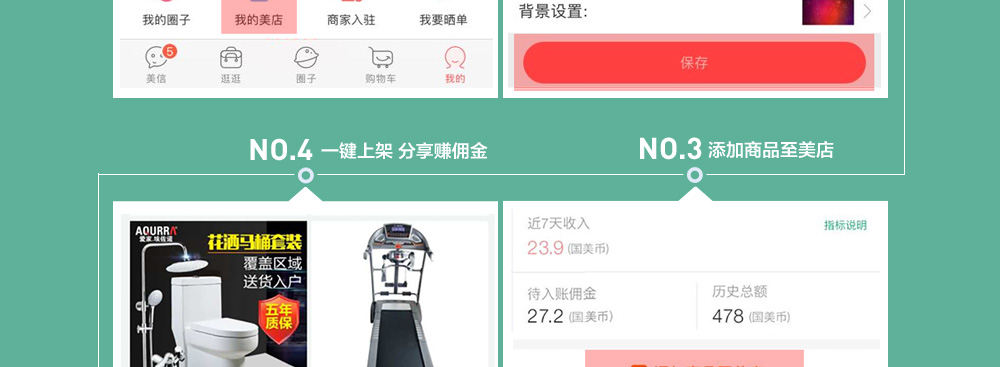 我的圈子 我的美店 商家入驻 我要晒单
5
美信 逛逛 圈子 购物车 我的
背景设置:
保存
NO.4 一键上架 分享赚佣金
NO.3 添加商品至美店
AOURRA
爱家.埃佐诺
花洒马桶套装
覆盖区域
送货入户
五年
质保
近7天收入
指标说明
23.9 (国美币)
待入账佣金
27.2 (国美币)
历史总额
478 (国美币)